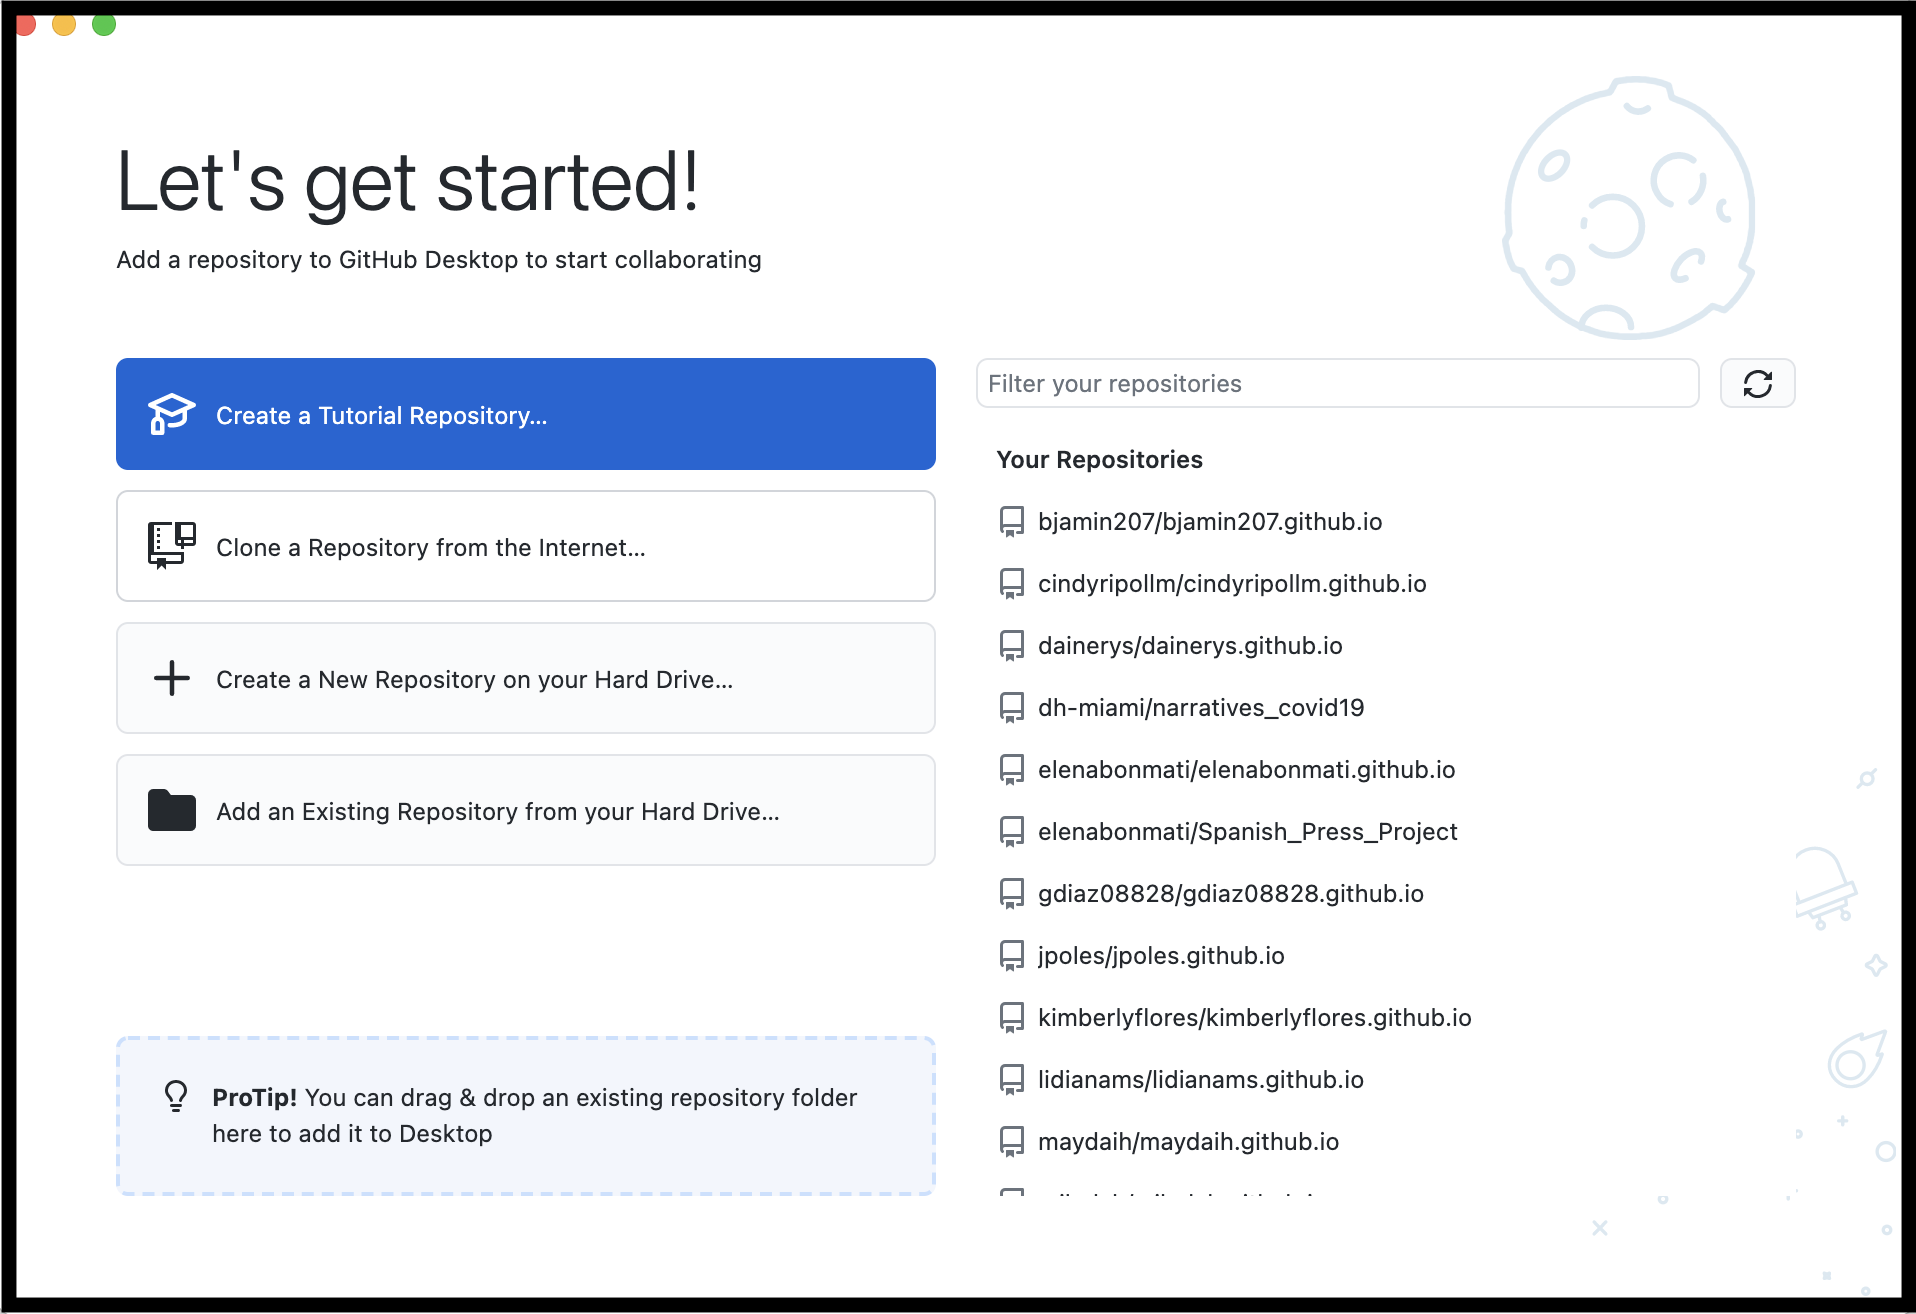 Let's get started!
Add a repository to GitHub Desktop to start collaborating
Create a Tutorial Repository...
Clone a Repository from the Internet...
Create a New Repository on your Hard Drive...
Add an Existing Repository from your Hard Drive...
ProTip! You can drag & drop an existing repository folder
here to add it to Desktop
Filter your repositories
Your Repositories
bjamin207/bjamin207.github.io
cindyripollm/cindyripollm.github.io
dainerys/dainerys.github.io
dh-miami/narratives_covid19
elenabonmati/elenabonmati.github.io
elenabonmati/Spanish_Press_Project
gdiaz08828/gdiaz08828.github.io
jpoles/jpoles.github.io
kimberlyflores/kimberlyflores.github.io
lidianams/lidianams.github.io
maydaih/maydaih.github.io